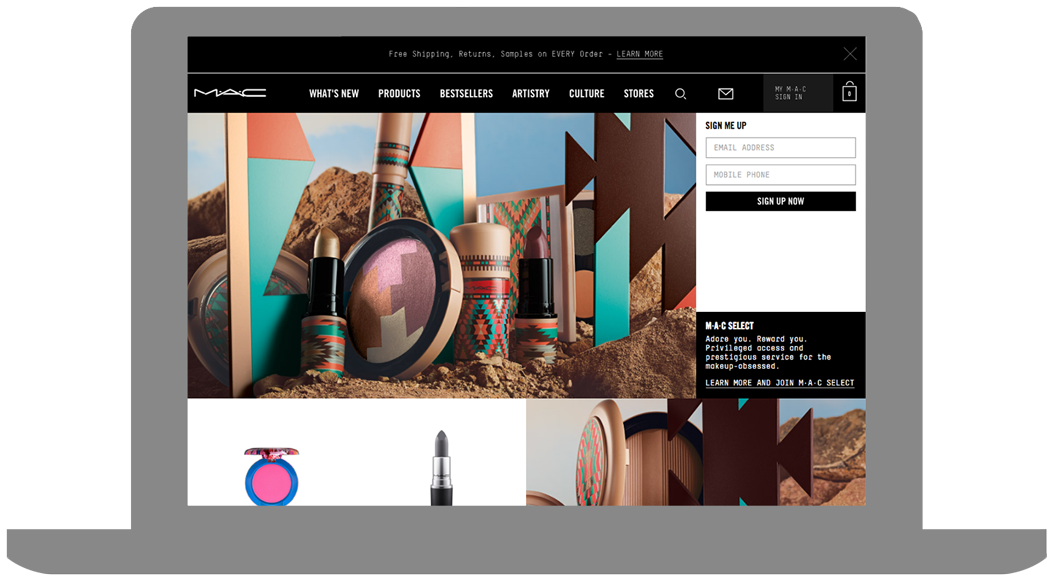 Free Shipping, Returns, Samples on EVERY Order – LEARN MORE
M·A·C
WHAT'S NEW PRODUCTS BESTSELLERS ARTISTRY CULTURE STORES
MY M·A·C
SIGN IN
0
SIGN ME UP
EMAIL ADDRESS
MOBILE PHONE
SIGN UP NOW
M·A·C SELECT
Adore you. Reward you.
Privileged access and
prestigious service for the
makeup-obsessed.
LEARN MORE AND JOIN M·A·C SELECT